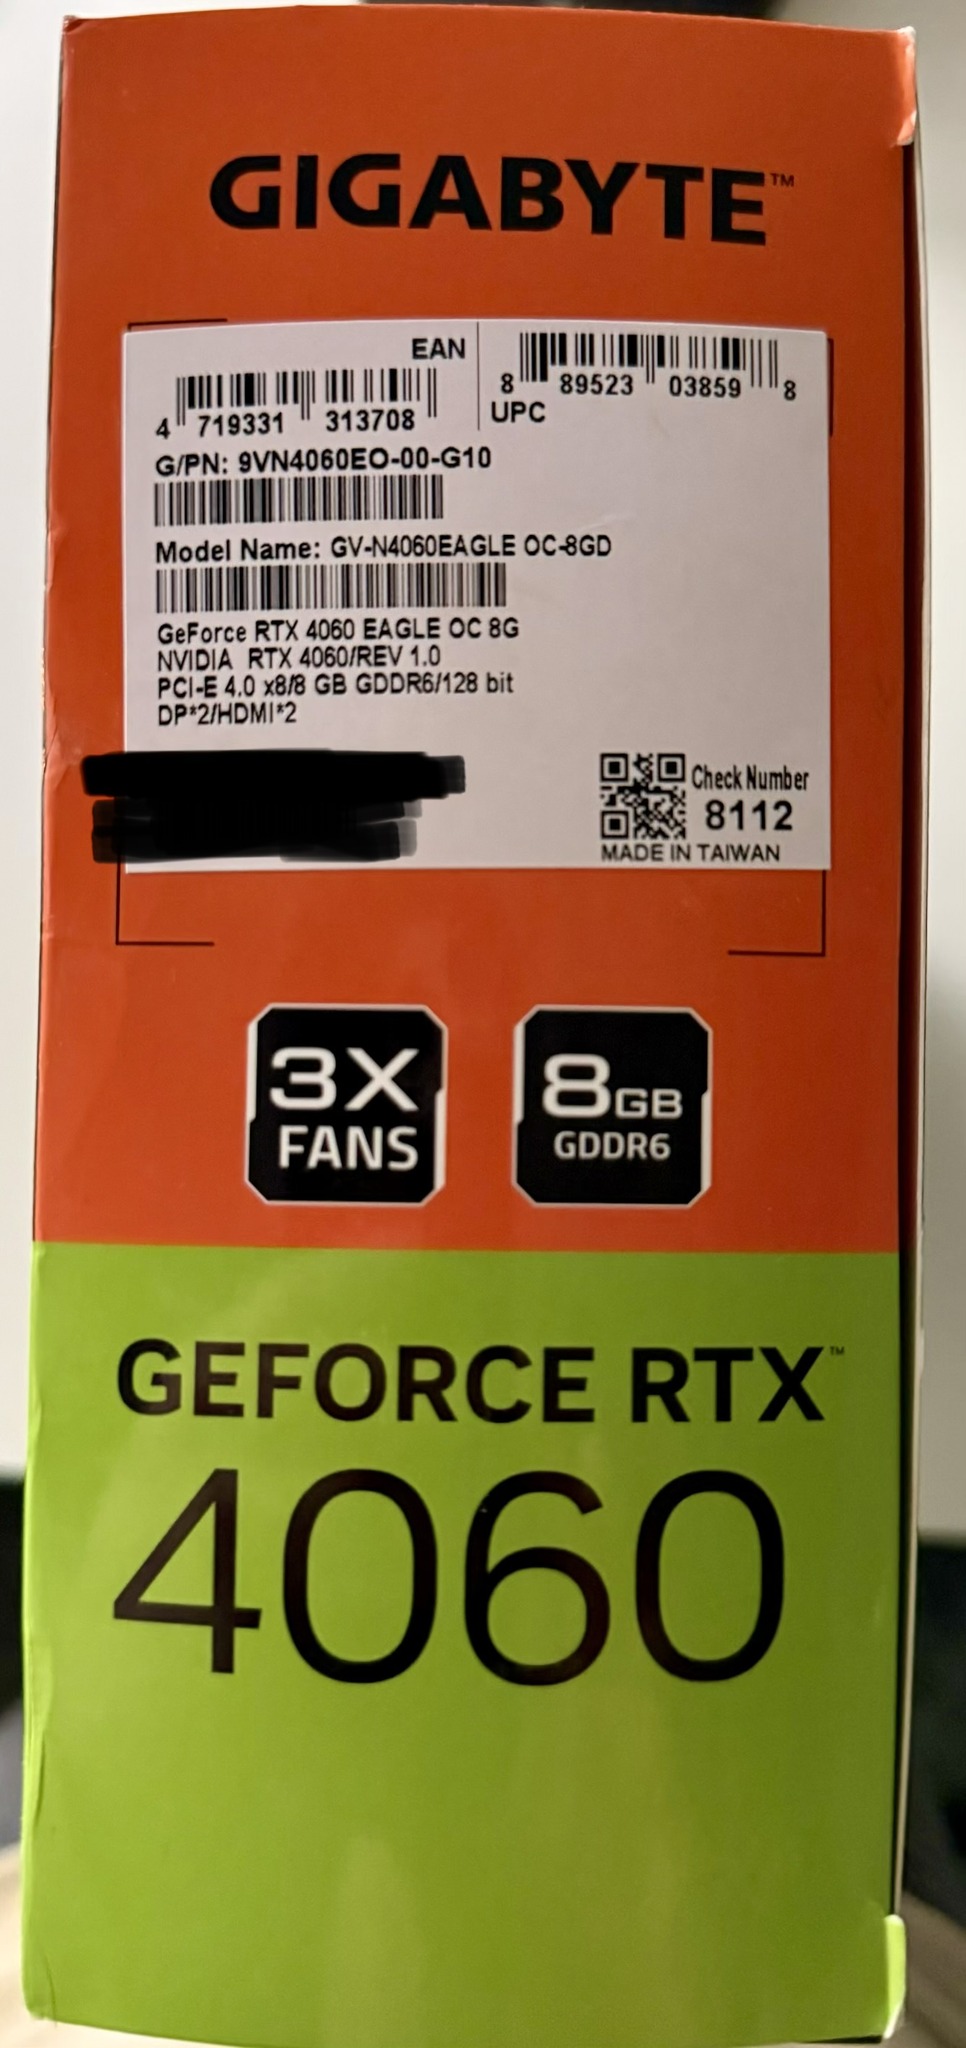 GIGABYTE™
EAN
4 719331 313708
8 89523 03859 8
UPC
G/PN: 9VN4060EO-00-G10
Model Name: GV-N4060EAGLE OC-8GD
GeForce RTX 4060 EAGLE OC 8G
NVIDIA RTX 4060/REV 1.0
PCI-E 4.0 x8/8 GB GDDR6/128 bit
DP*2/HDMI*2
Check Number
8112
MADE IN TAIWAN
3X
FANS
8GB
GDDR6
GEFORCE RTX™
4060